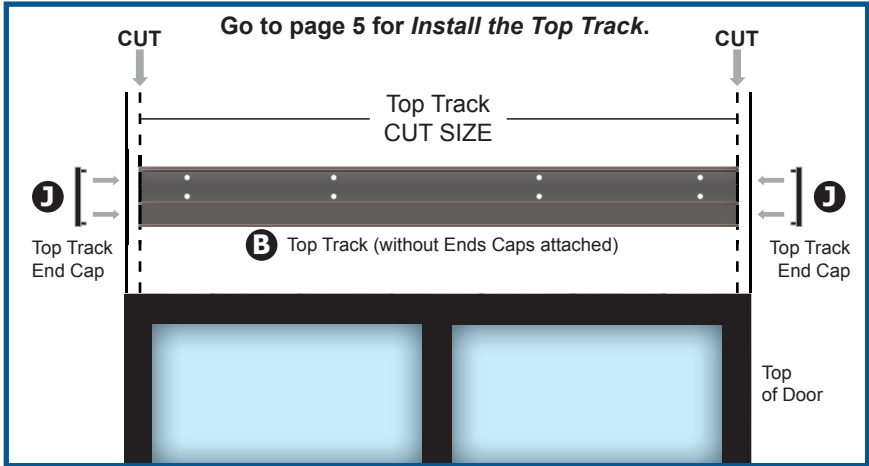 Go to page 5 for Install the Top Track.
CUT
CUT
Top Track
CUT SIZE
J
J
Top Track
End Cap
B Top Track (without Ends Caps attached)
Top Track
End Cap
Top
of Door